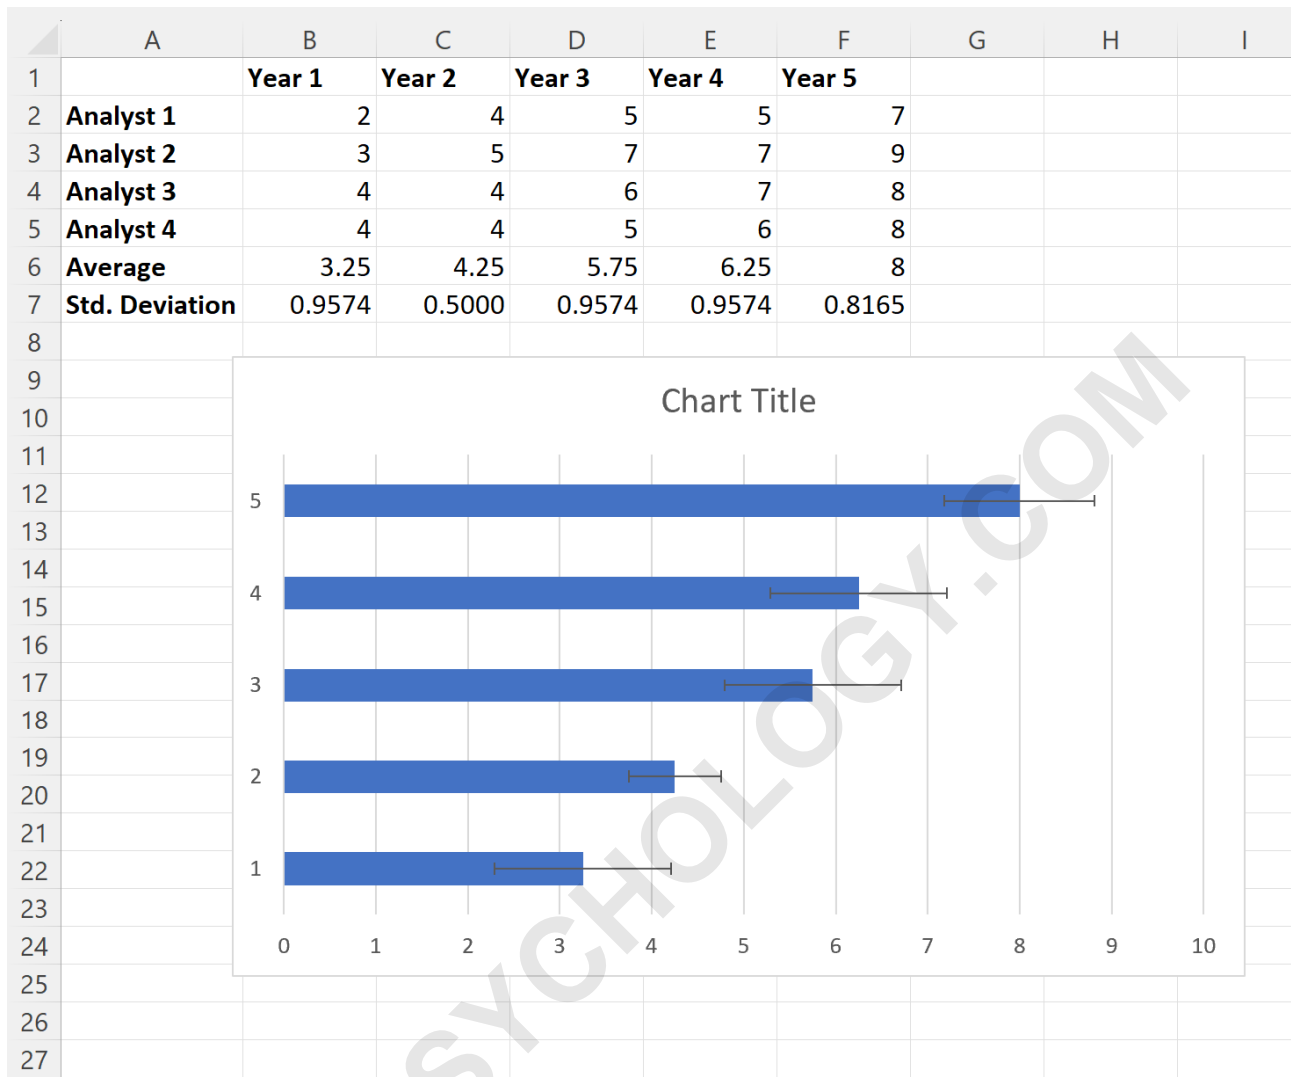 A B C D E F G H I
1 Year 1 Year 2 Year 3 Year 4 Year 5
2 Analyst 1 2 4 5 5 7
3 Analyst 2 3 5 7 7 9
4 Analyst 3 4 4 6 7 8
5 Analyst 4 4 4 5 6 8
6 Average 3.25 4.25 5.75 6.25 8
7 Std. Deviation 0.9574 0.5000 0.9574 0.9574 0.8165
8
9
10 Chart Title
11
12 5
13
14
15 4
16
17 3
18
19
20 2
21
22 1
23
24 0 1 2 3 4 5 6 7 8 9 10
25
26
27
SYCHOLOGY.COM